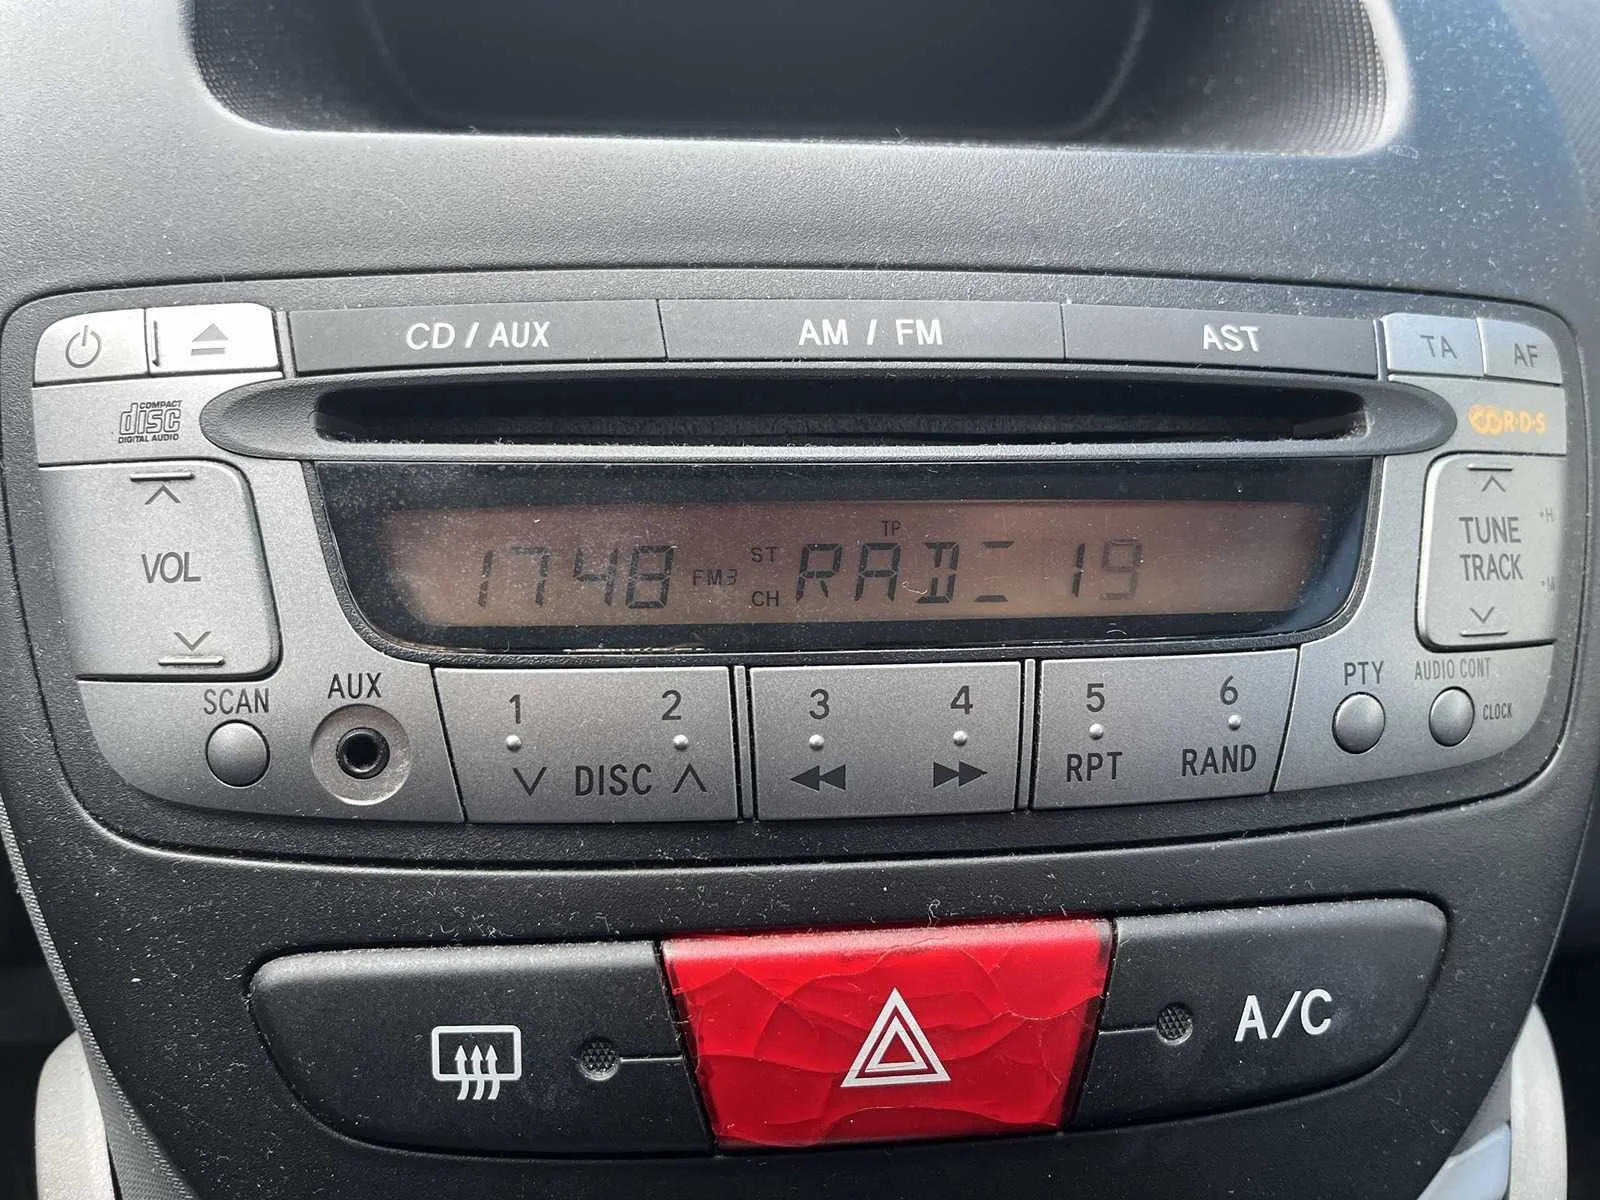 CD / AUX
AM / FM
AST
TA
AF
COMPACT
disc
DIGITAL AUDIO
R·D·S
VOL
1748
FM3
ST
CH
TP
RAD
19
TUNE
TRACK
SCAN
AUX
1
2
DISC
3
4
5
6
RPT
RAND
PTY
AUDIO CONT
CLOCK
A/C